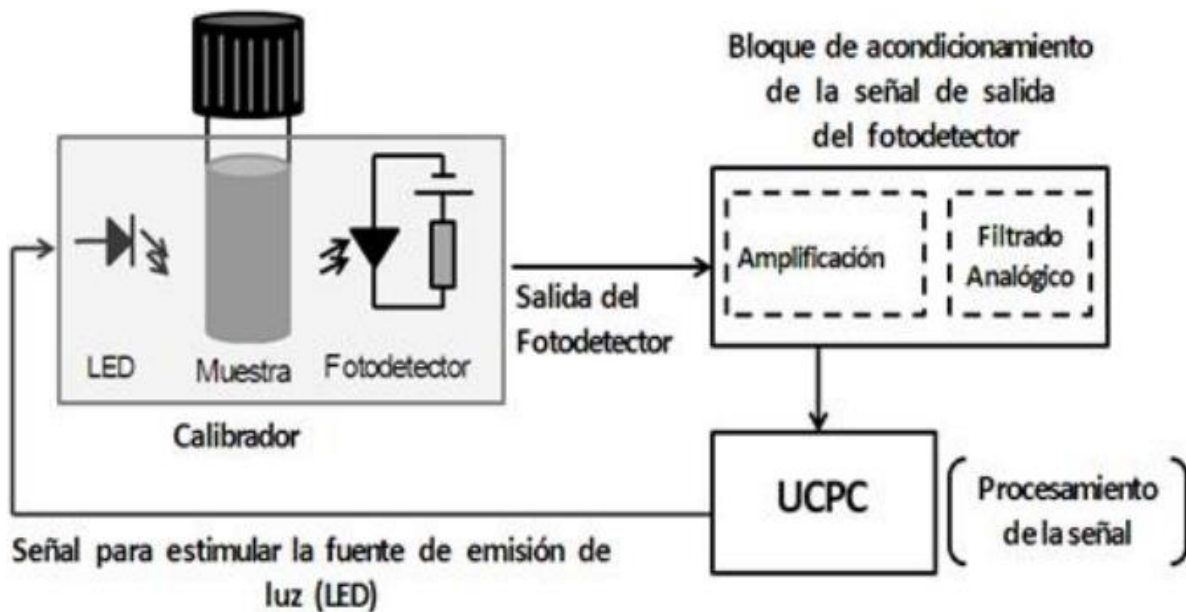 Bloque de acondicionamiento
de la señal de salida
del fotodetector
Amplificación
Filtrado
Analógico
LED
Muestra
Fotodetector
Salida del
Fotodetector
Calibrador
UCPC
Procesamiento
de la señal
Señal para estimular la fuente de emisión de
luz (LED)